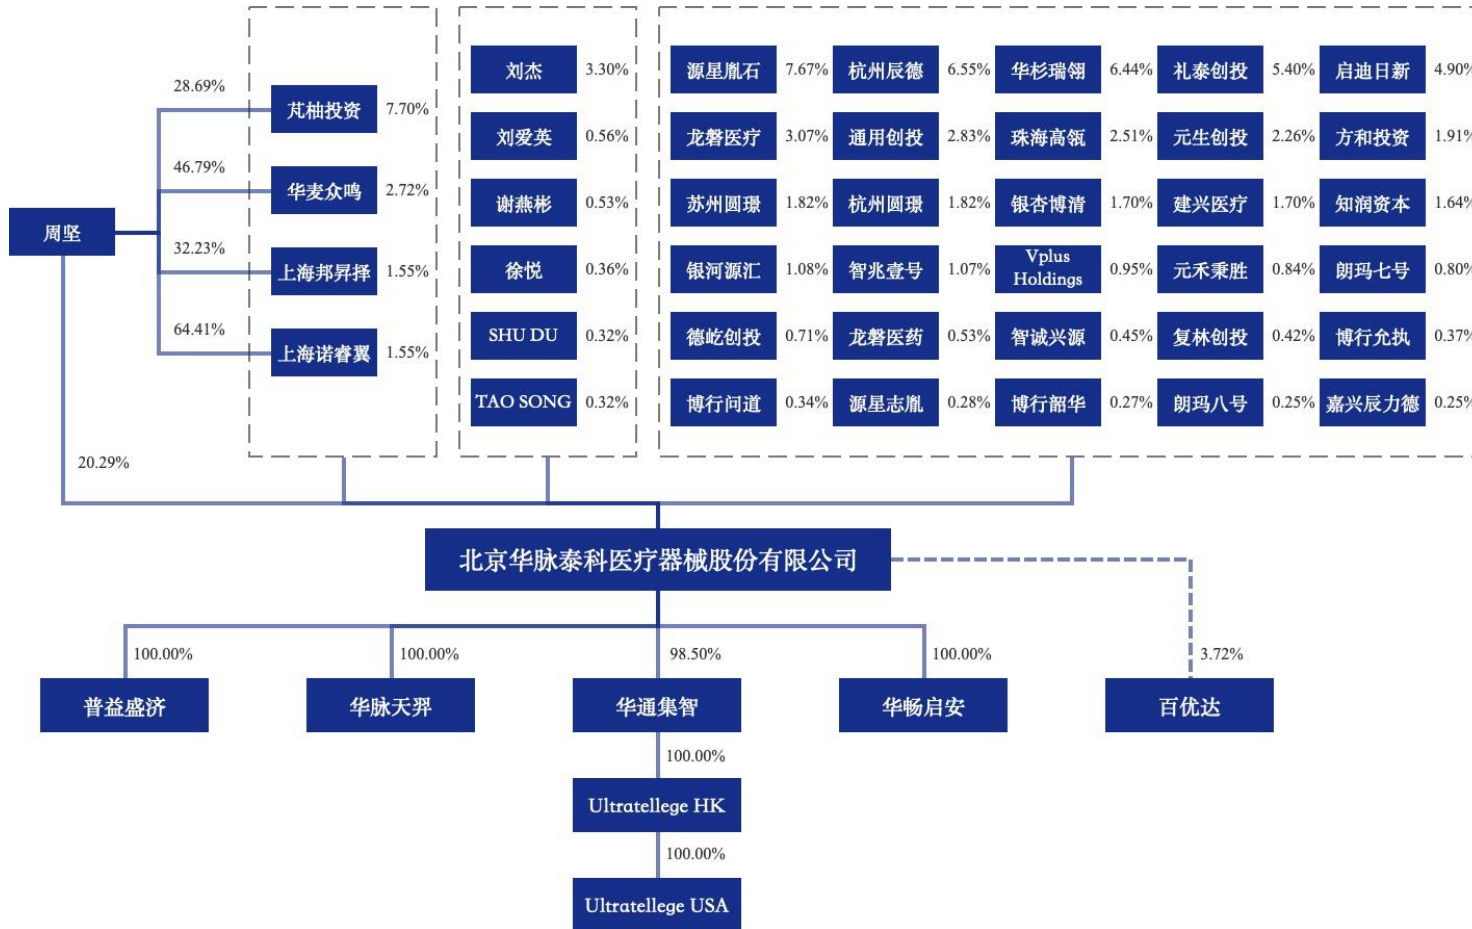 刘杰 3.30% 源星胤石 7.67% 杭州辰德 6.55% 华杉瑞翎 6.44% 礼泰创投 5.40% 启迪日新 4.90%
28.69% 芃柚投资 7.70%
刘爱英 0.56% 龙磐医疗 3.07% 通用创投 2.83% 珠海高瓴 2.51% 元生创投 2.26% 方和投资 1.91%
46.79% 华麦众鸣 2.72%
谢燕彬 0.53% 苏州圆璟 1.82% 杭州圆璟 1.82% 银杏博清 1.70% 建兴医疗 1.70% 知润资本 1.64%
周坚
32.23% 上海邦昇择 1.55%
徐悦 0.36% 银河源汇 1.08% 智兆壹号 1.07% Vplus
Holdings 0.95% 元禾秉胜 0.84% 朗玛七号 0.80%
64.41% 上海诺睿翼 1.55%
SHU DU 0.32% 德屹创投 0.71% 龙磐医药 0.53% 智诚兴源 0.45% 复林创投 0.42% 博行允执 0.37%
TAO SONG 0.32% 博行问道 0.34% 源星志胤 0.28% 博行韶华 0.27% 朗玛八号 0.25% 嘉兴辰力德 0.25%
20.29%
北京华脉泰科医疗器械股份有限公司
100.00% 100.00% 98.50% 100.00% 3.72%
普益盛济 华脉天羿 华通集智 华畅启安 百优达
100.00%
Ultratellege HK
100.00%
Ultratellege USA